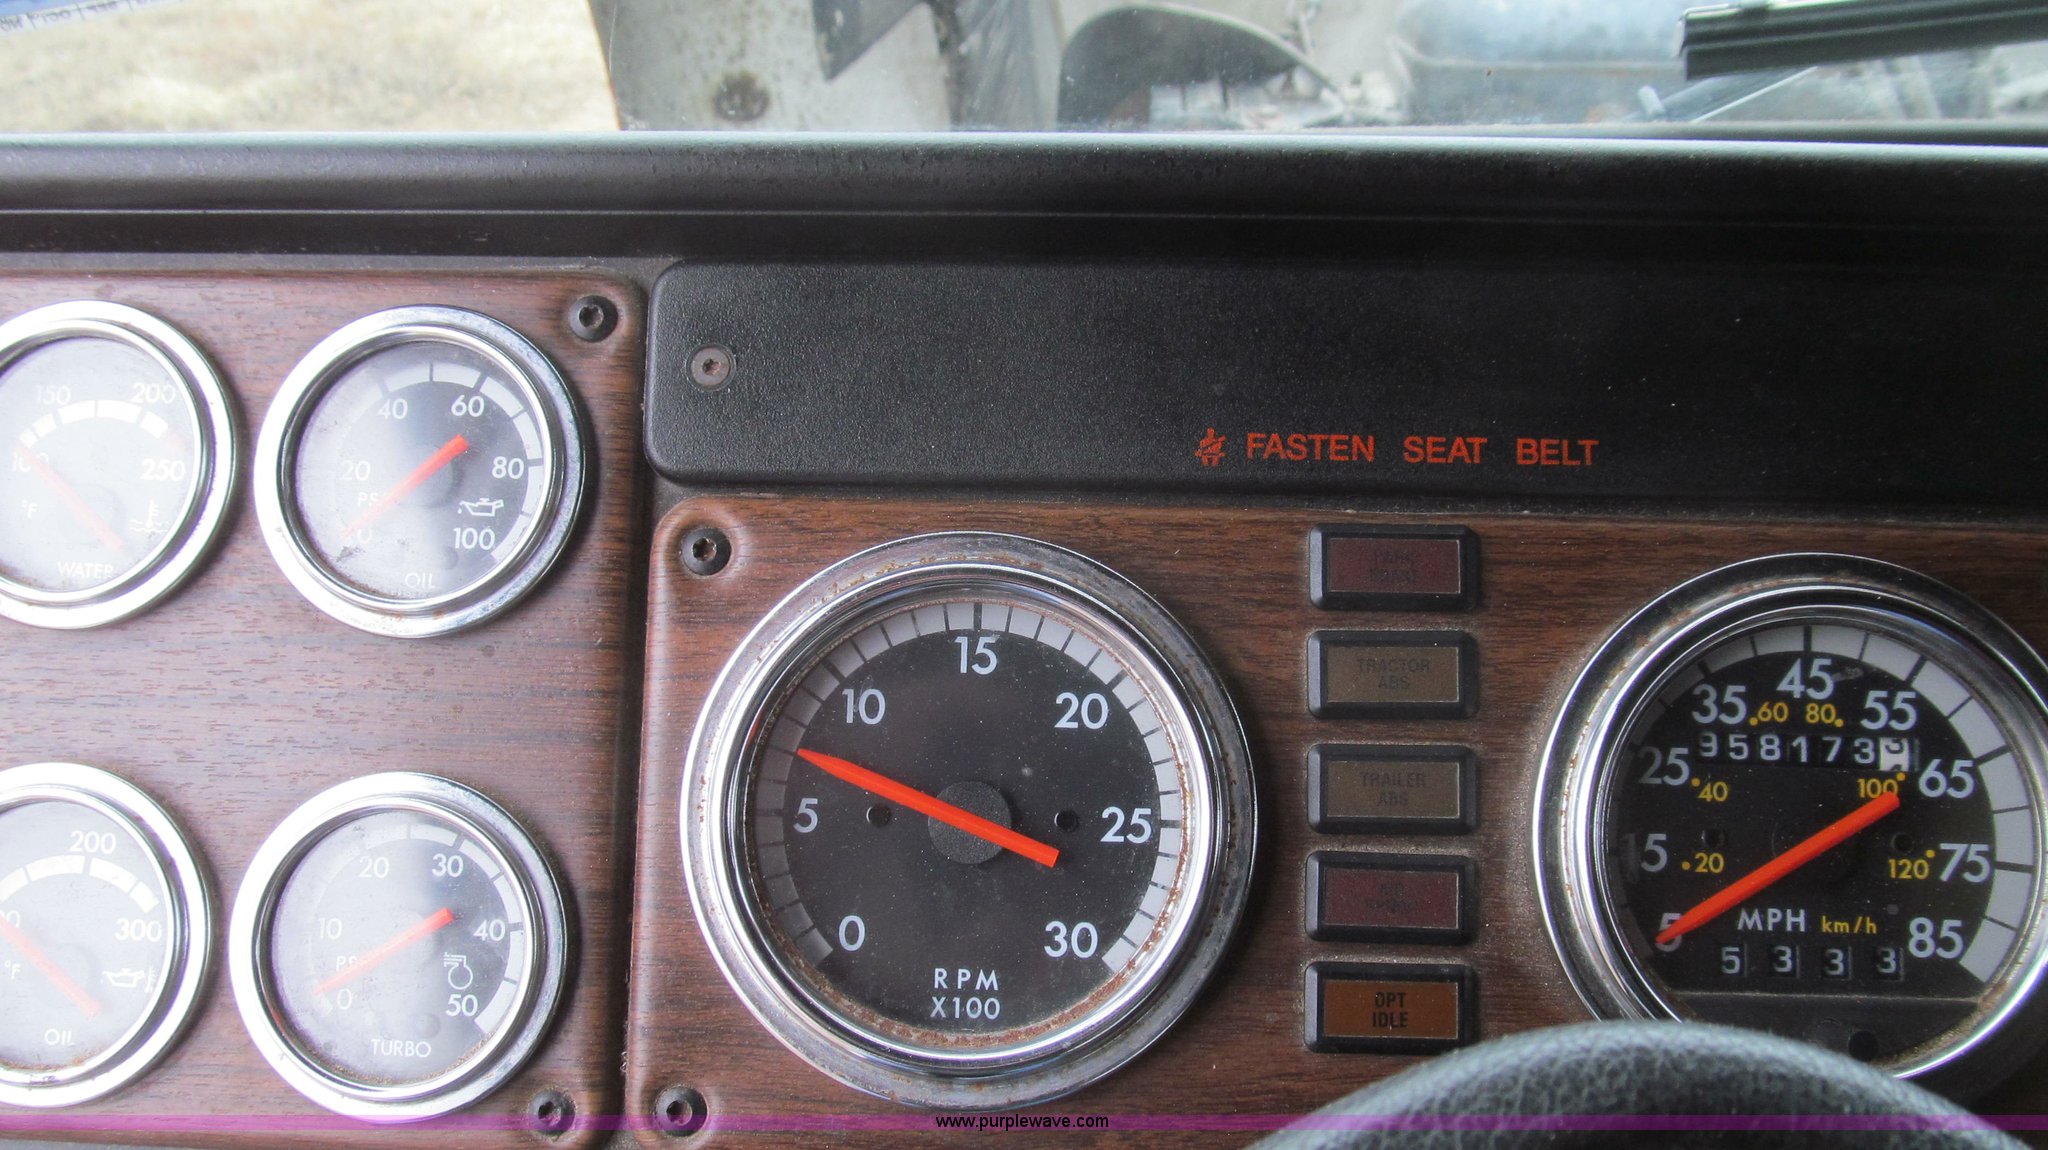 FASTEN SEAT BELT
150 200
250
°F
WATER
40 60
20 80
0 100
OIL
200
300
°F
OIL
20 30
10 40
0 50
TURBO
15
10 20
5 25
0 30
RPM
X100
TRACTOR
ABS
TRAILER
ABS
OPT
IDLE
45
35 55
60 80
958173
25 65
40 100
15 75
20 120
5 85
MPH km/h
5333
www.purplewave.com